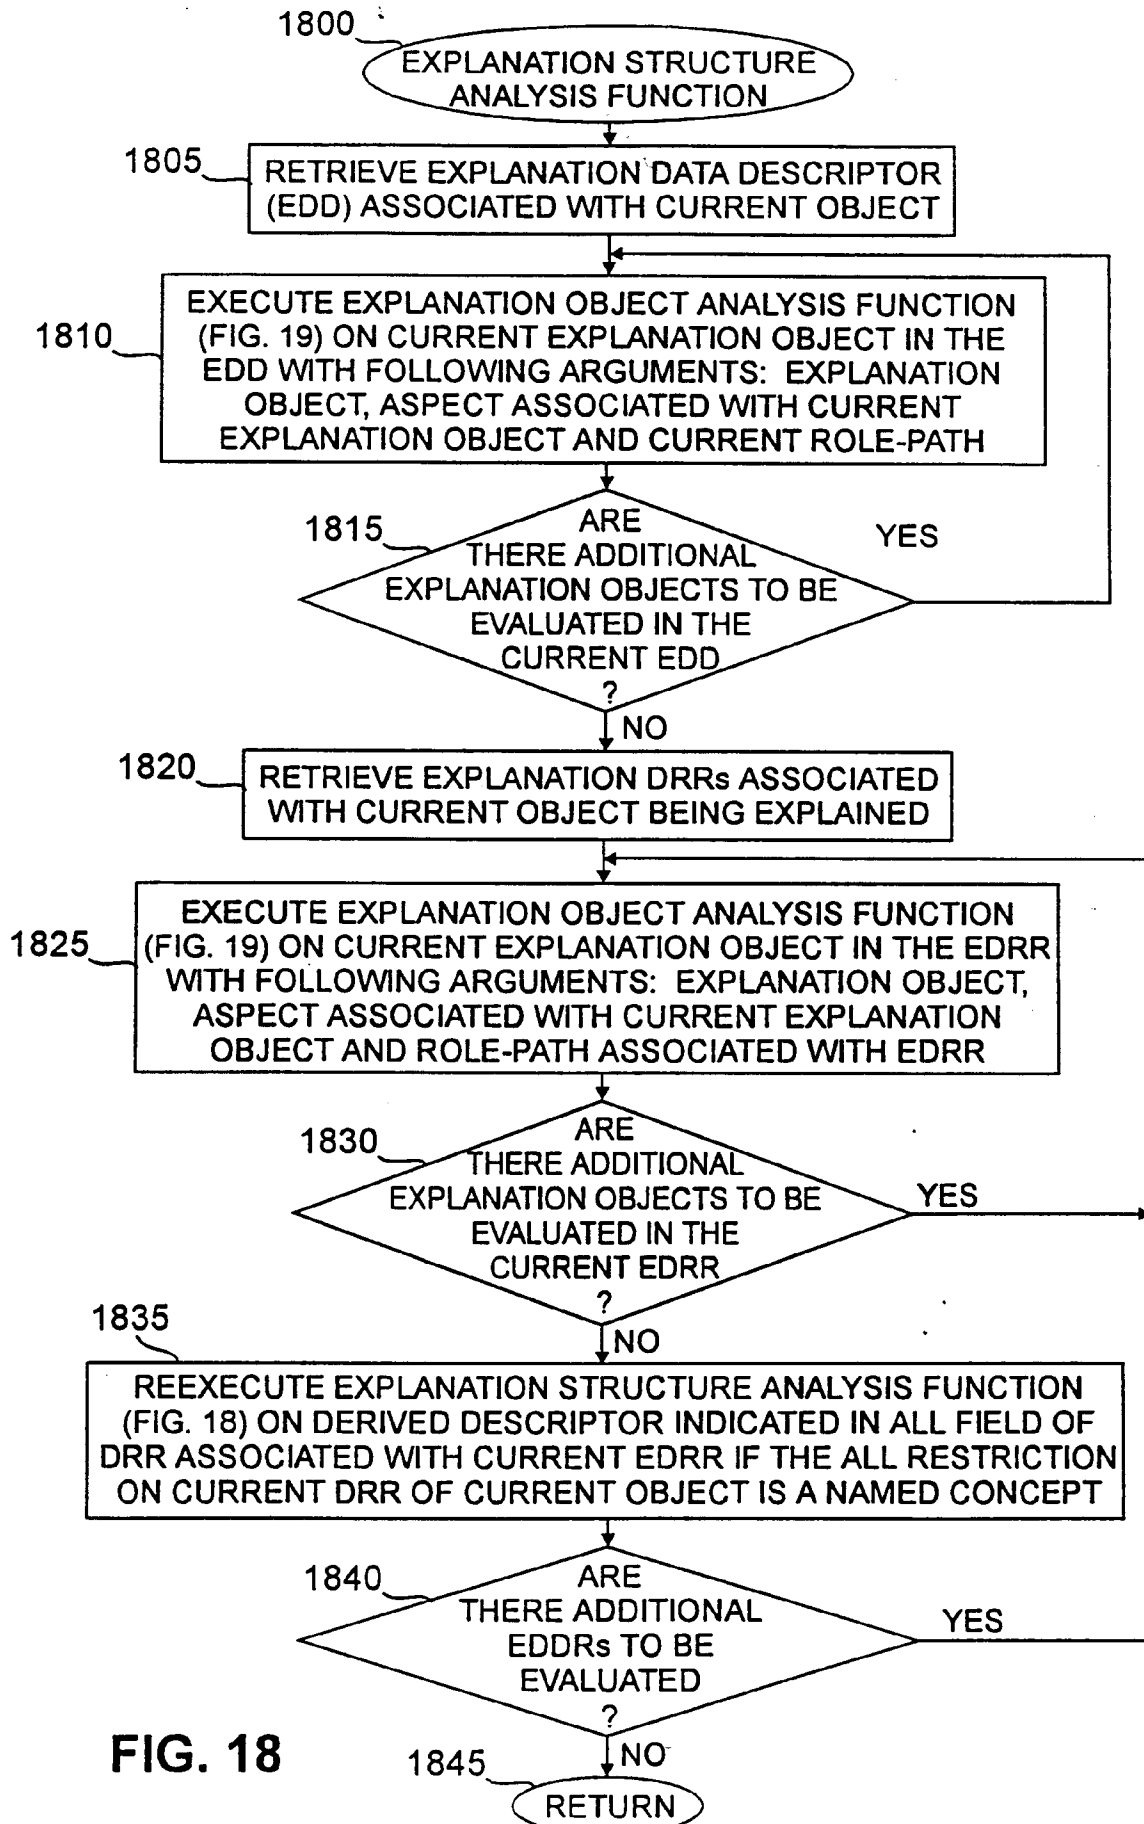 1800
EXPLANATION STRUCTURE
ANALYSIS FUNCTION
1805
RETRIEVE EXPLANATION DATA DESCRIPTOR
(EDD) ASSOCIATED WITH CURRENT OBJECT
1810
EXECUTE EXPLANATION OBJECT ANALYSIS FUNCTION
(FIG. 19) ON CURRENT EXPLANATION OBJECT IN THE
EDD WITH FOLLOWING ARGUMENTS: EXPLANATION
OBJECT, ASPECT ASSOCIATED WITH CURRENT
EXPLANATION OBJECT AND CURRENT ROLE-PATH
1815
ARE
THERE ADDITIONAL
EXPLANATION OBJECTS TO BE
EVALUATED IN THE
CURRENT EDD
?
YES
NO
1820
RETRIEVE EXPLANATION DRRs ASSOCIATED
WITH CURRENT OBJECT BEING EXPLAINED
1825
EXECUTE EXPLANATION OBJECT ANALYSIS FUNCTION
(FIG. 19) ON CURRENT EXPLANATION OBJECT IN THE EDRR
WITH FOLLOWING ARGUMENTS: EXPLANATION OBJECT,
ASPECT ASSOCIATED WITH CURRENT EXPLANATION
OBJECT AND ROLE-PATH ASSOCIATED WITH EDRR
1830
ARE
THERE ADDITIONAL
EXPLANATION OBJECTS TO BE
EVALUATED IN THE
CURRENT EDRR
?
YES
NO
1835
REEXECUTE EXPLANATION STRUCTURE ANALYSIS FUNCTION
(FIG. 18) ON DERIVED DESCRIPTOR INDICATED IN ALL FIELD OF
DRR ASSOCIATED WITH CURRENT EDRR IF THE ALL RESTRICTION
ON CURRENT DRR OF CURRENT OBJECT IS A NAMED CONCEPT
1840
ARE
THERE ADDITIONAL
EDDRs TO BE
EVALUATED
?
YES
NO
FIG. 18
1845
RETURN